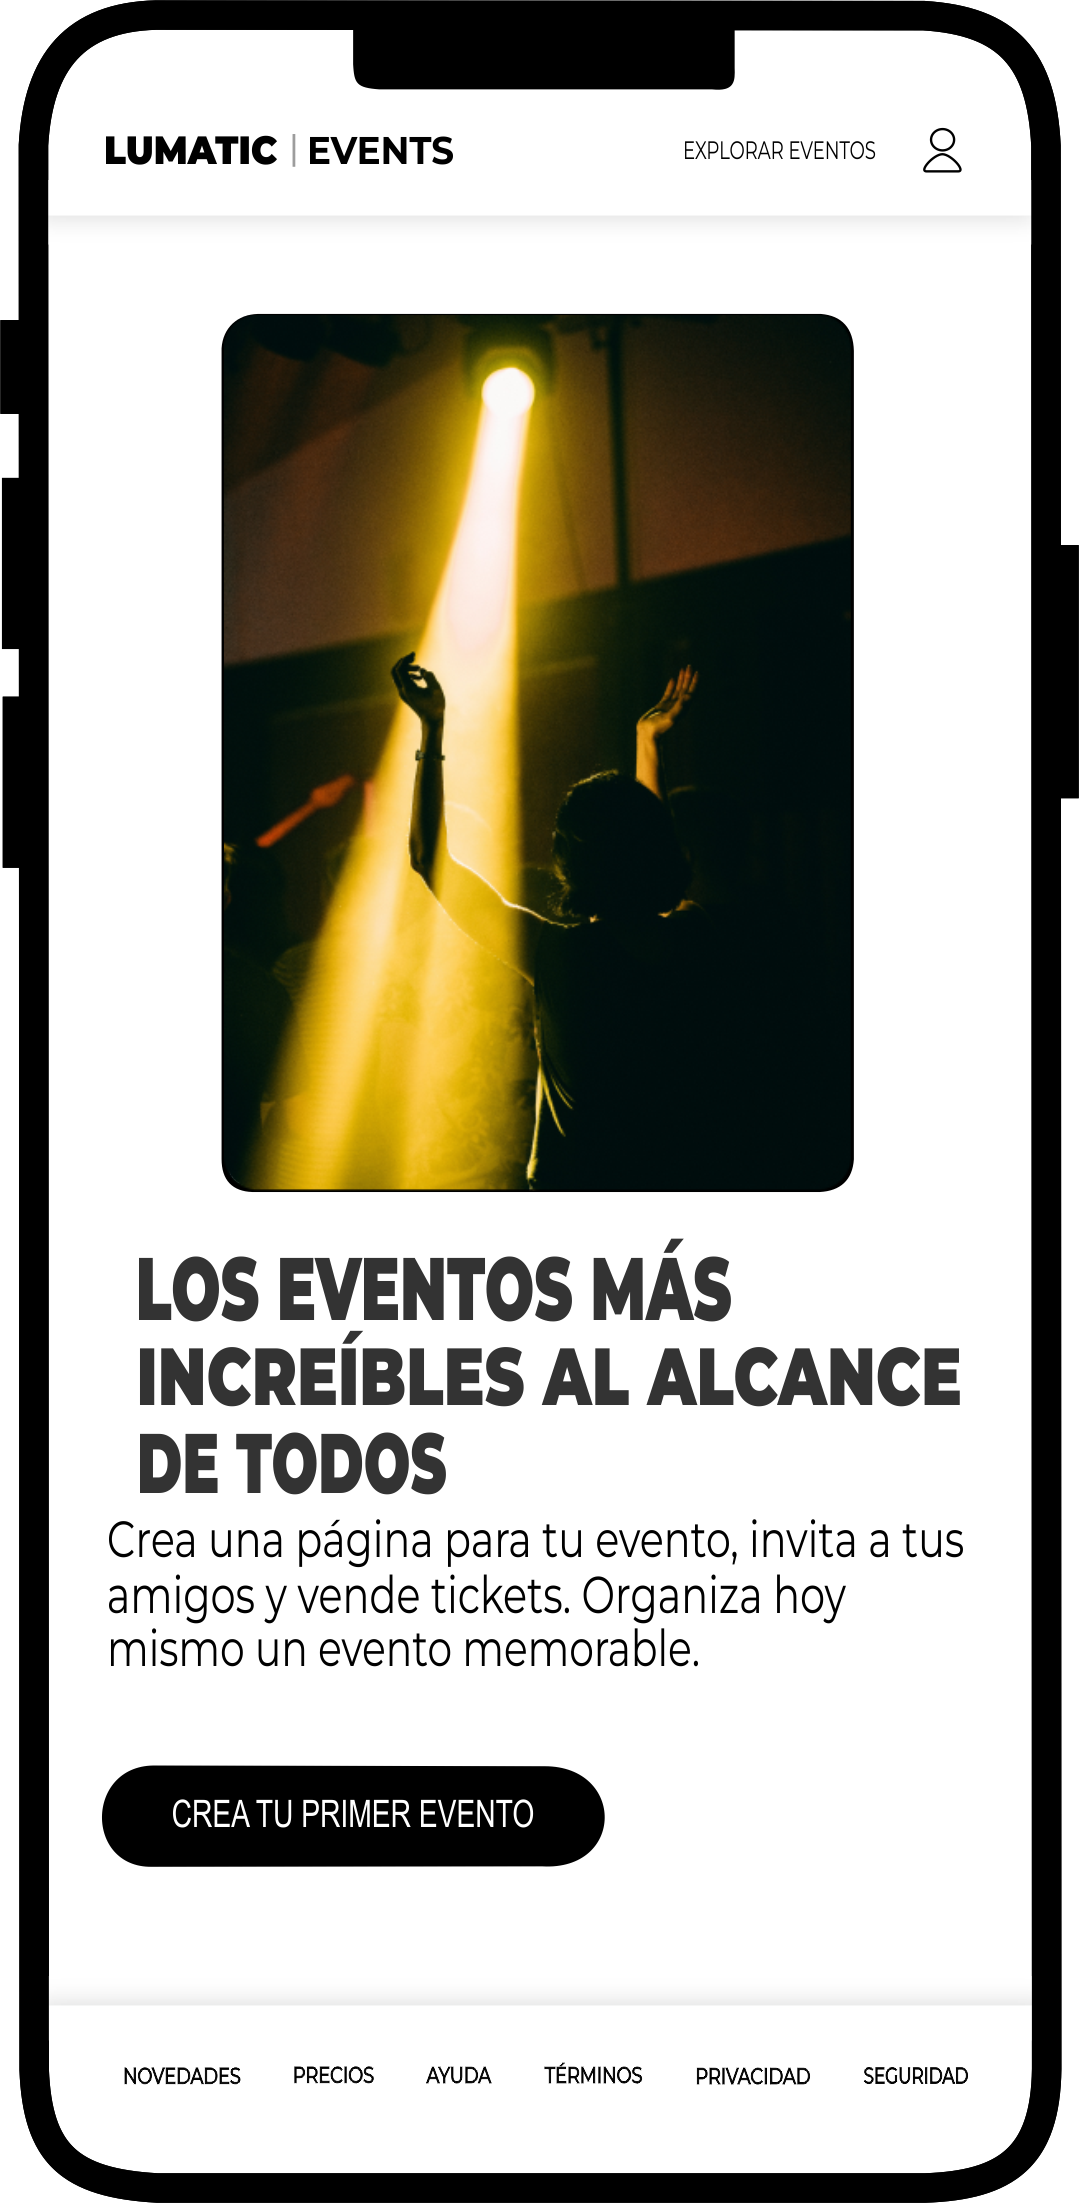 LUMATIC | EVENTS
EXPLORAR EVENTOS
LOS EVENTOS MÁS
INCREÍBLES AL ALCANCE
DE TODOS
Crea una página para tu evento, invita a tus
amigos y vende tickets. Organiza hoy
mismo un evento memorable.
CREA TU PRIMER EVENTO
NOVEDADES PRECIOS AYUDA TÉRMINOS PRIVACIDAD SEGURIDAD